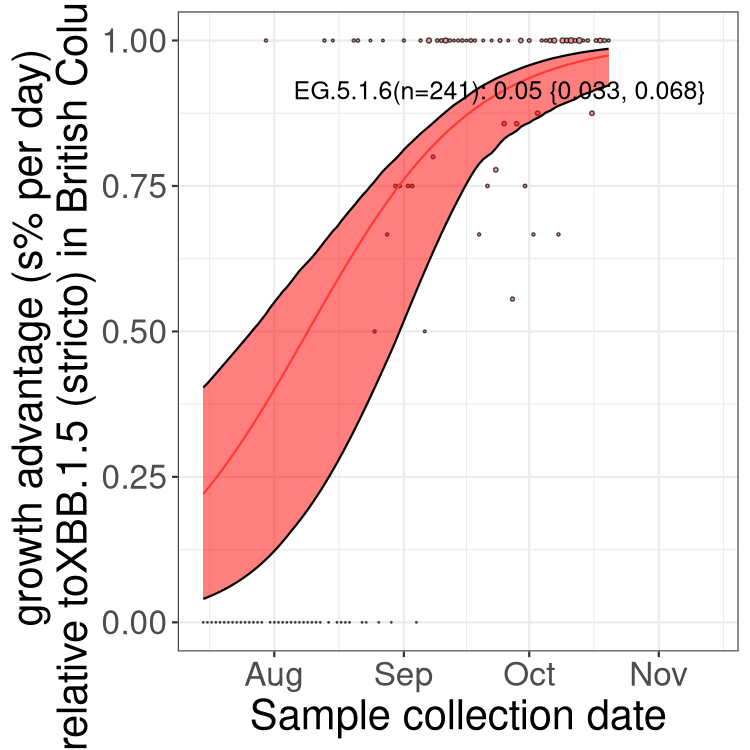 growth advantage (s% per day)
relative toXBB.1.5 (stricto) in British Colu
1.00
0.75
0.50
0.25
0.00
EG.5.1.6(n=241): 0.05 {0.033, 0.068}
Aug Sep Oct Nov
Sample collection date